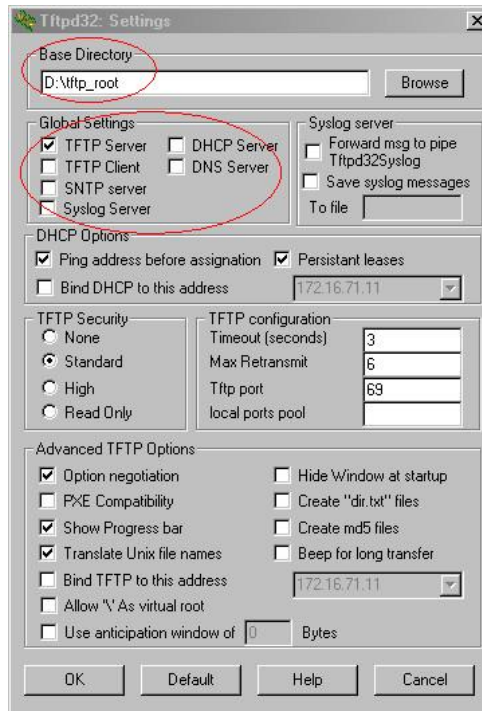 Tftpd32: Settings
Base Directory
D:\tftp_root
Browse
Global Settings
TFTP Server
DHCP Server
TFTP Client
DNS Server
SNTP server
Syslog Server
Syslog server
Forward msg to pipe
Tftpd32Syslog
Save syslog messages
To file
DHCP Options
Ping address before assignation
Persistant leases
Bind DHCP to this address
172.16.71.11
TFTP Security
None
Standard
High
Read Only
TFTP configuration
Timeout (seconds)
3
Max Retransmit
6
Tftp port
69
local ports pool
Advanced TFTP Options
Option negotiation
Hide Window at startup
PXE Compatibility
Create "dir.txt" files
Show Progress bar
Create md5 files
Translate Unix file names
Beep for long transfer
Bind TFTP to this address
172.16.71.11
Allow '\' As virtual root
Use anticipation window of
0
Bytes
OK
Default
Help
Cancel